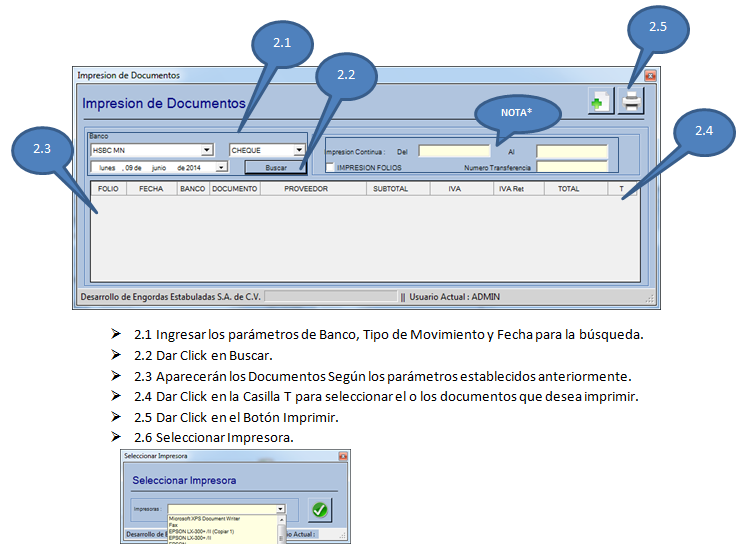 2.5
2.1
2.2
Impresion de Documentos
Impresion de Documentos
NOTA*
2.3
2.4
Banco
HSBC MN CHEQUE
Impresion Continua : Del Al
lunes , 09 de junio de 2014 Buscar
IMPRESION FOLIOS Numero Transferencia
FOLIO FECHA BANCO DOCUMENTO PROVEEDOR SUBTOTAL IVA IVA Ret TOTAL T
Desarrollo de Engordas Estabuladas S.A. de C.V. || Usuario Actual : ADMIN
➢ 2.1 Ingresar los parámetros de Banco, Tipo de Movimiento y Fecha para la búsqueda.
➢ 2.2 Dar Click en Buscar.
➢ 2.3 Aparecerán los Documentos Según los parámetros establecidos anteriormente.
➢ 2.4 Dar Click en la Casilla T para seleccionar el o los documentos que desea imprimir.
➢ 2.5 Dar Click en el Botón Imprimir.
➢ 2.6 Seleccionar Impresora.
Seleccionar Impresora
Seleccionar Impresora
Impresoras :
Microsoft XPS Document Writer
Fax
EPSON LX-300+ /II (Copiar 1)
EPSON LX-300+ /II
EPSON
Desarrollo de E io Actual :